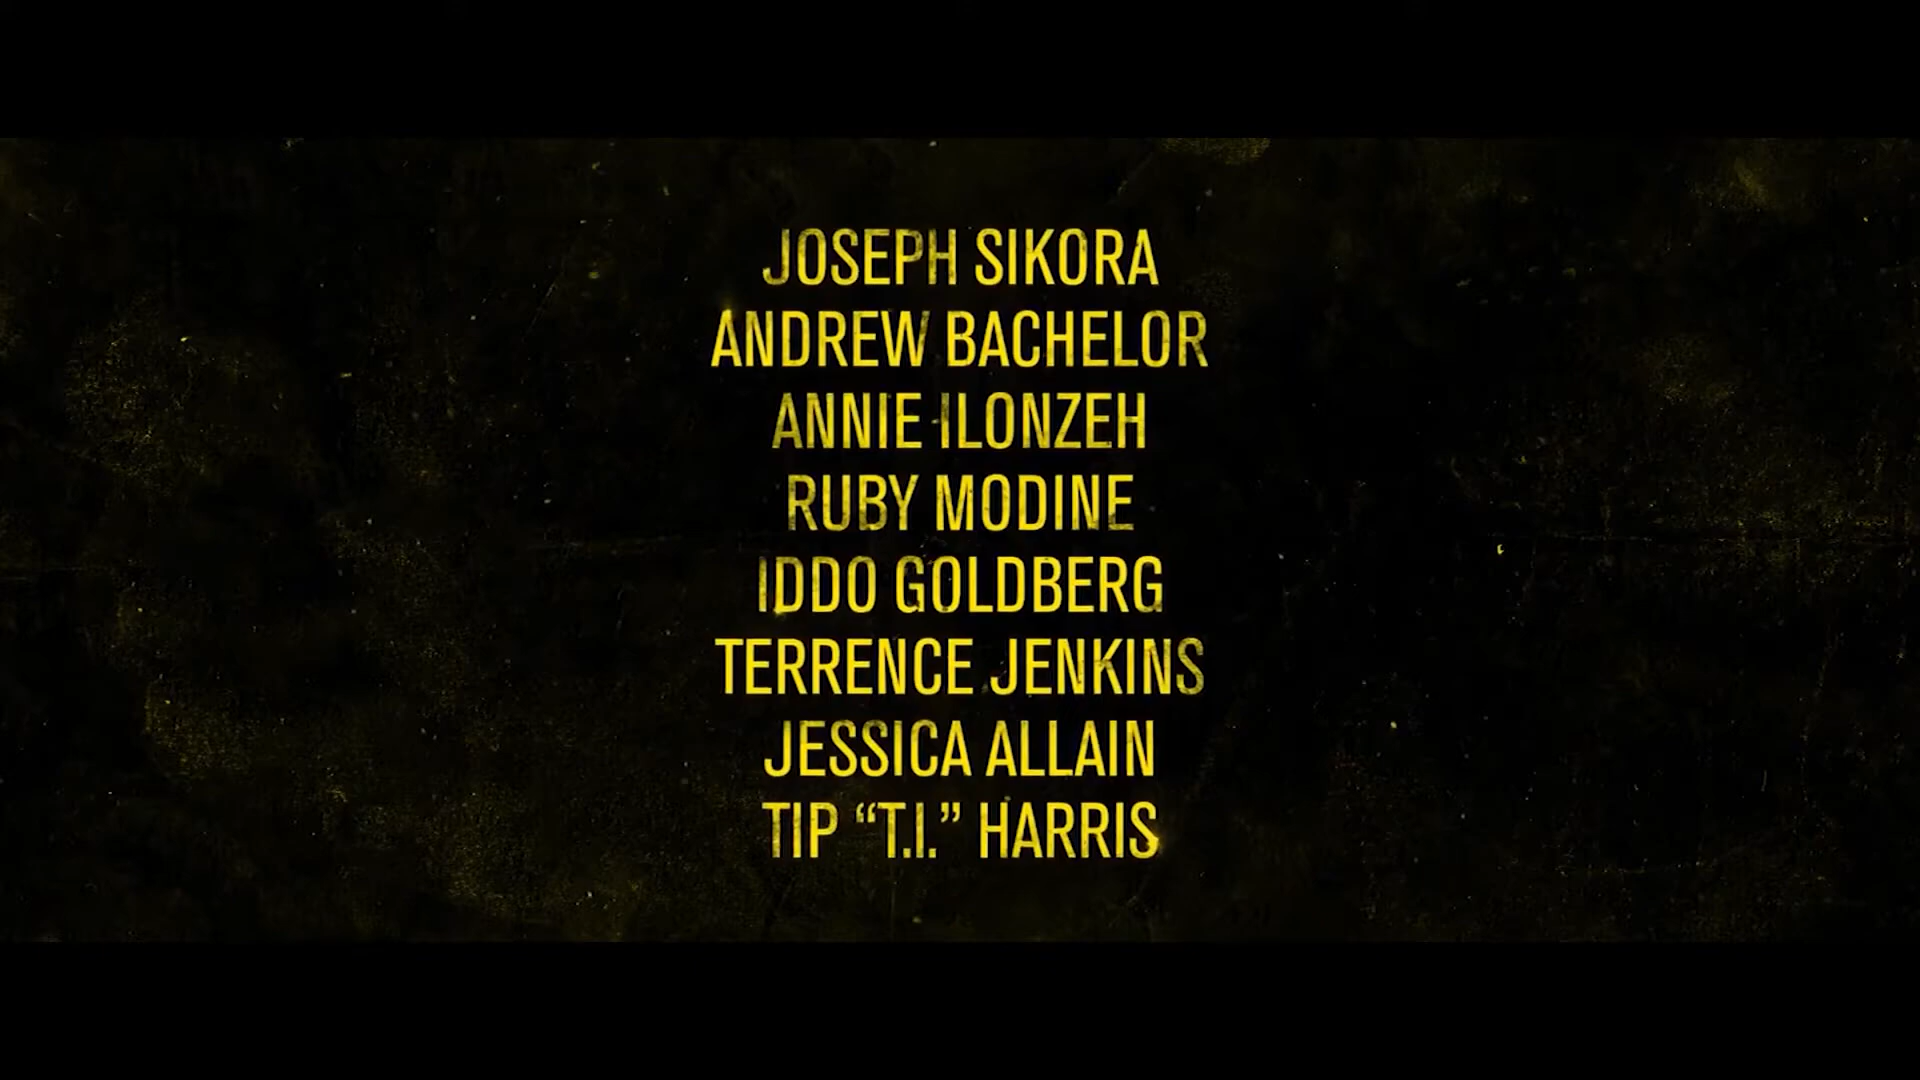 JOSEPH SIKORA
ANDREW BACHELOR
ANNIE ILONZEH
RUBY MODINE
IDDO GOLDBERG
TERRENCE JENKINS
JESSICA ALLAIN
TIP “T.I.” HARRIS